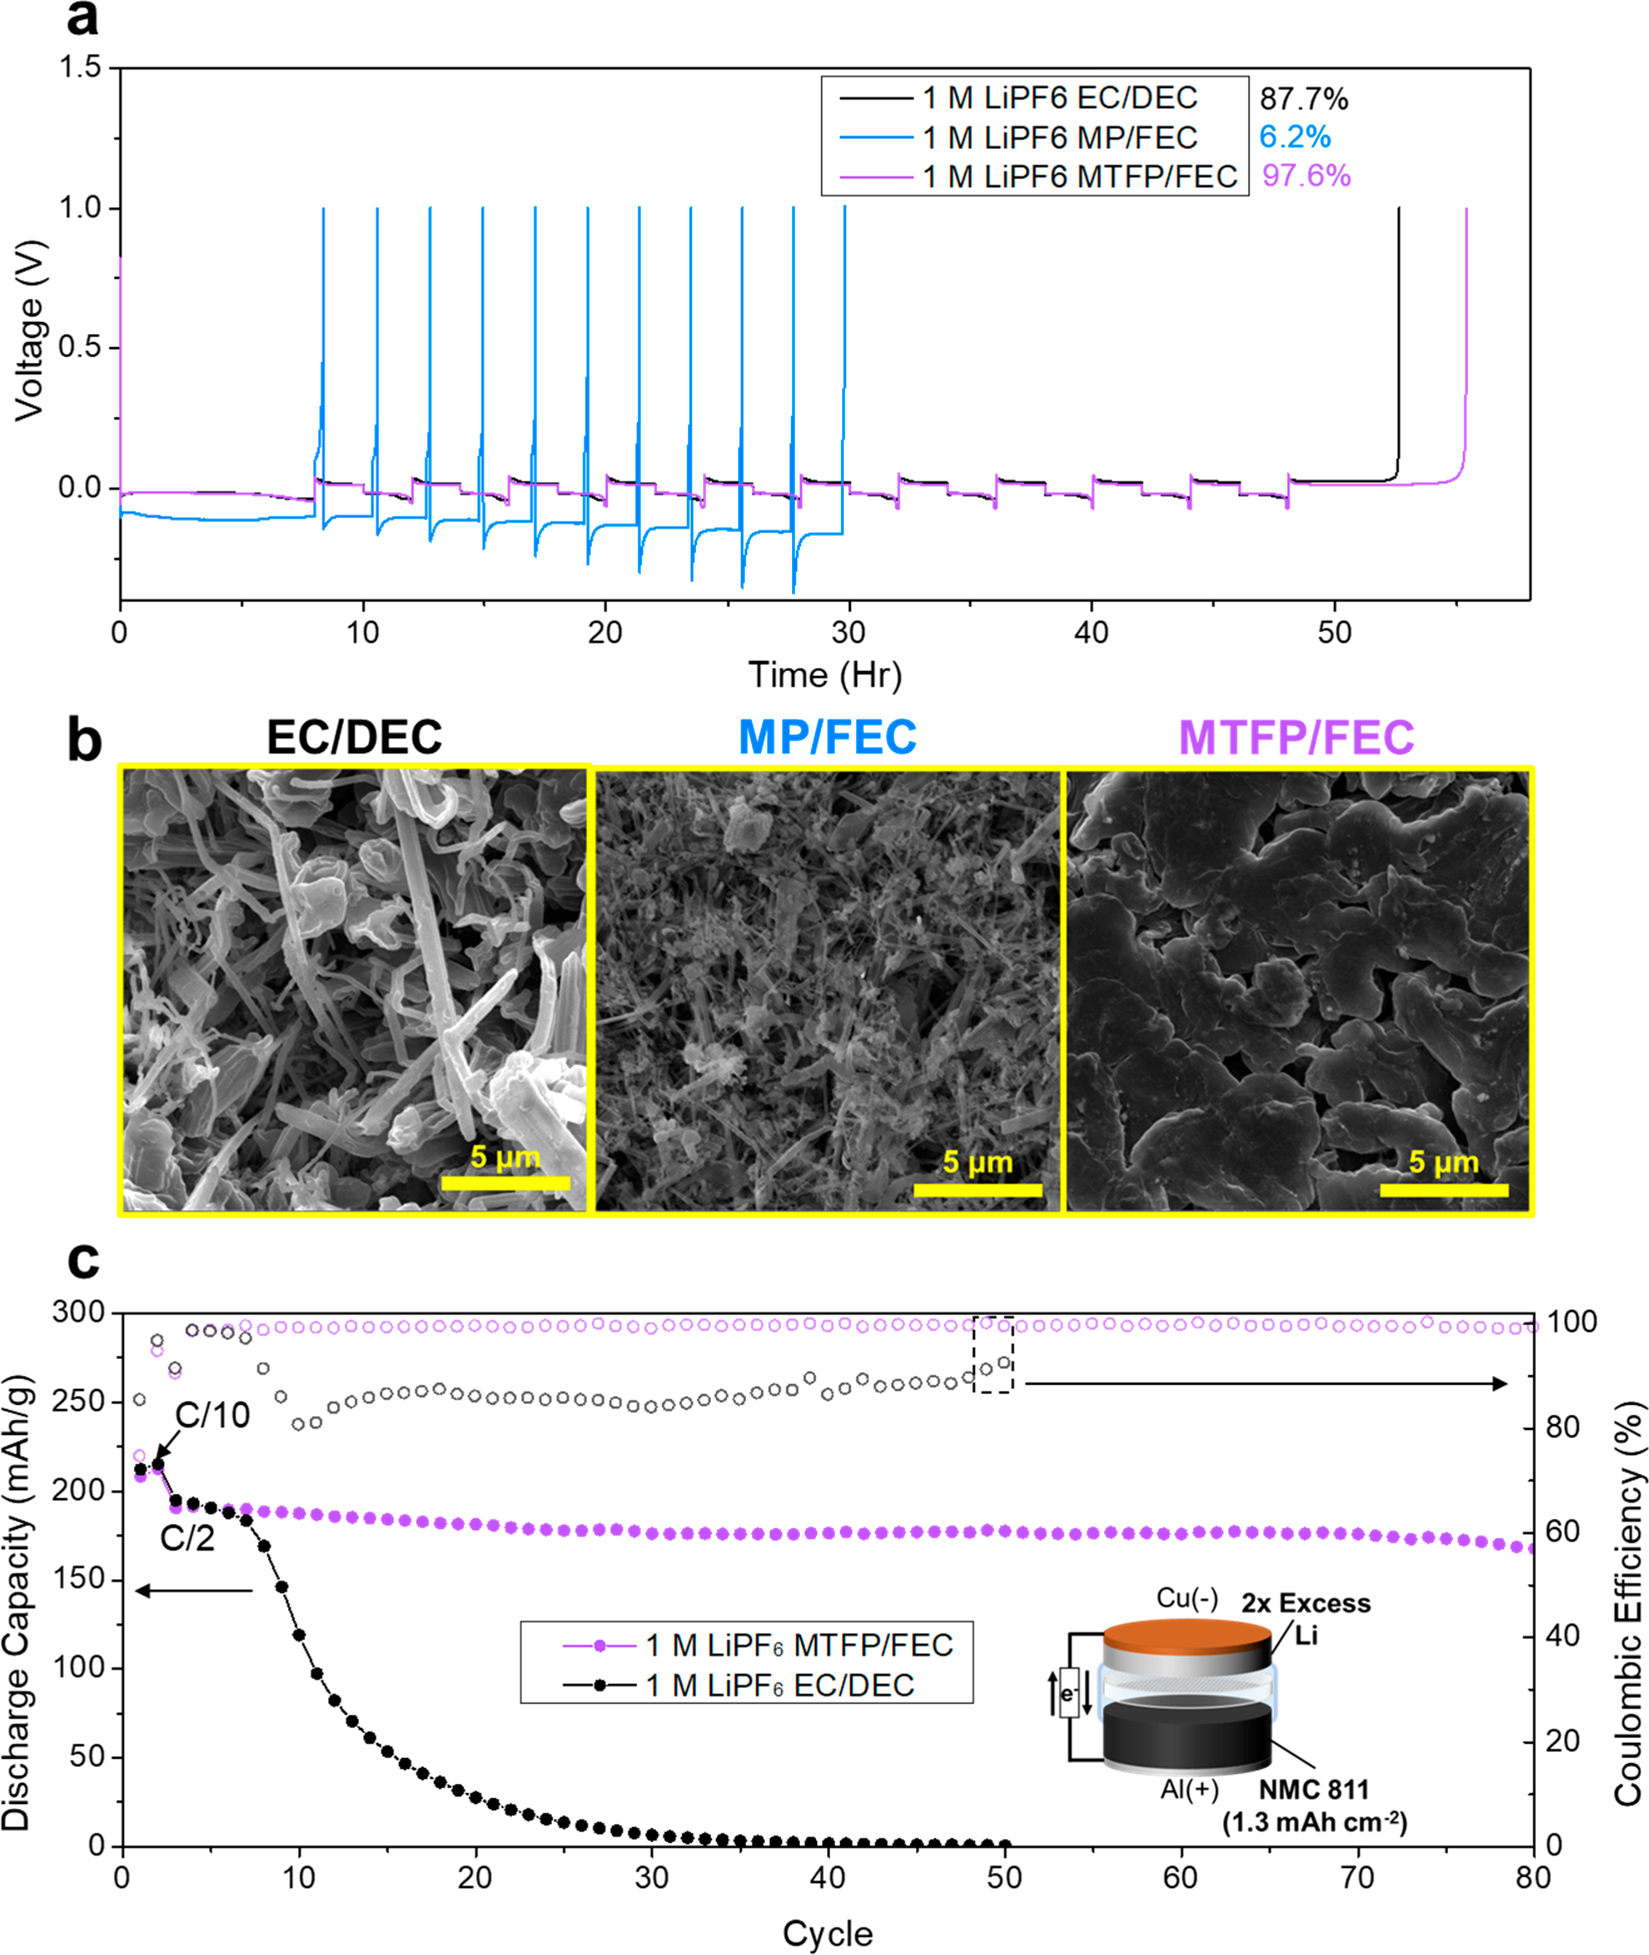 a
1.5
1.0
0.5
0.0
Voltage (V)
1 M LiPF6 EC/DEC 87.7%
1 M LiPF6 MP/FEC 6.2%
1 M LiPF6 MTFP/FEC 97.6%
0 10 20 30 40 50
Time (Hr)
b
EC/DEC MP/FEC MTFP/FEC
5 µm 5 µm 5 µm
c
300
250
200
150
100
50
0
Discharge Capacity (mAh/g)
C/10
C/2
1 M LiPF₆ MTFP/FEC
1 M LiPF₆ EC/DEC
Cu(-)
2x Excess
Li
e⁻
Al(+)
NMC 811
(1.3 mAh cm⁻²)
100
80
60
40
20
0
Coulombic Efficiency (%)
0 10 20 30 40 50 60 70 80
Cycle